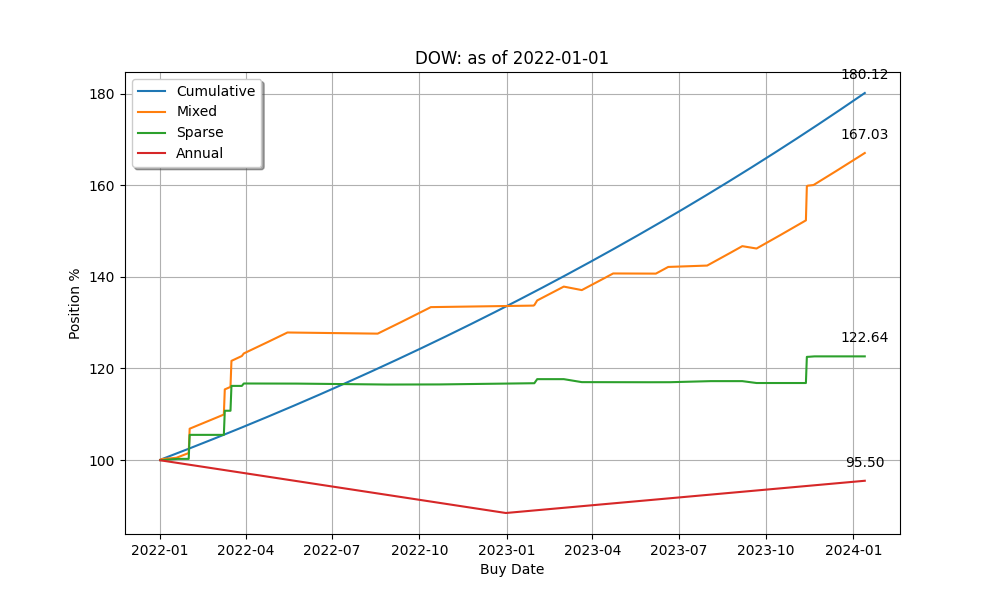 DOW: as of 2022-01-01
Cumulative
Mixed
Sparse
Annual
180.12
167.03
122.64
95.50
180
160
140
120
100
Position %
2022-01
2022-04
2022-07
2022-10
2023-01
2023-04
2023-07
2023-10
2024-01
Buy Date